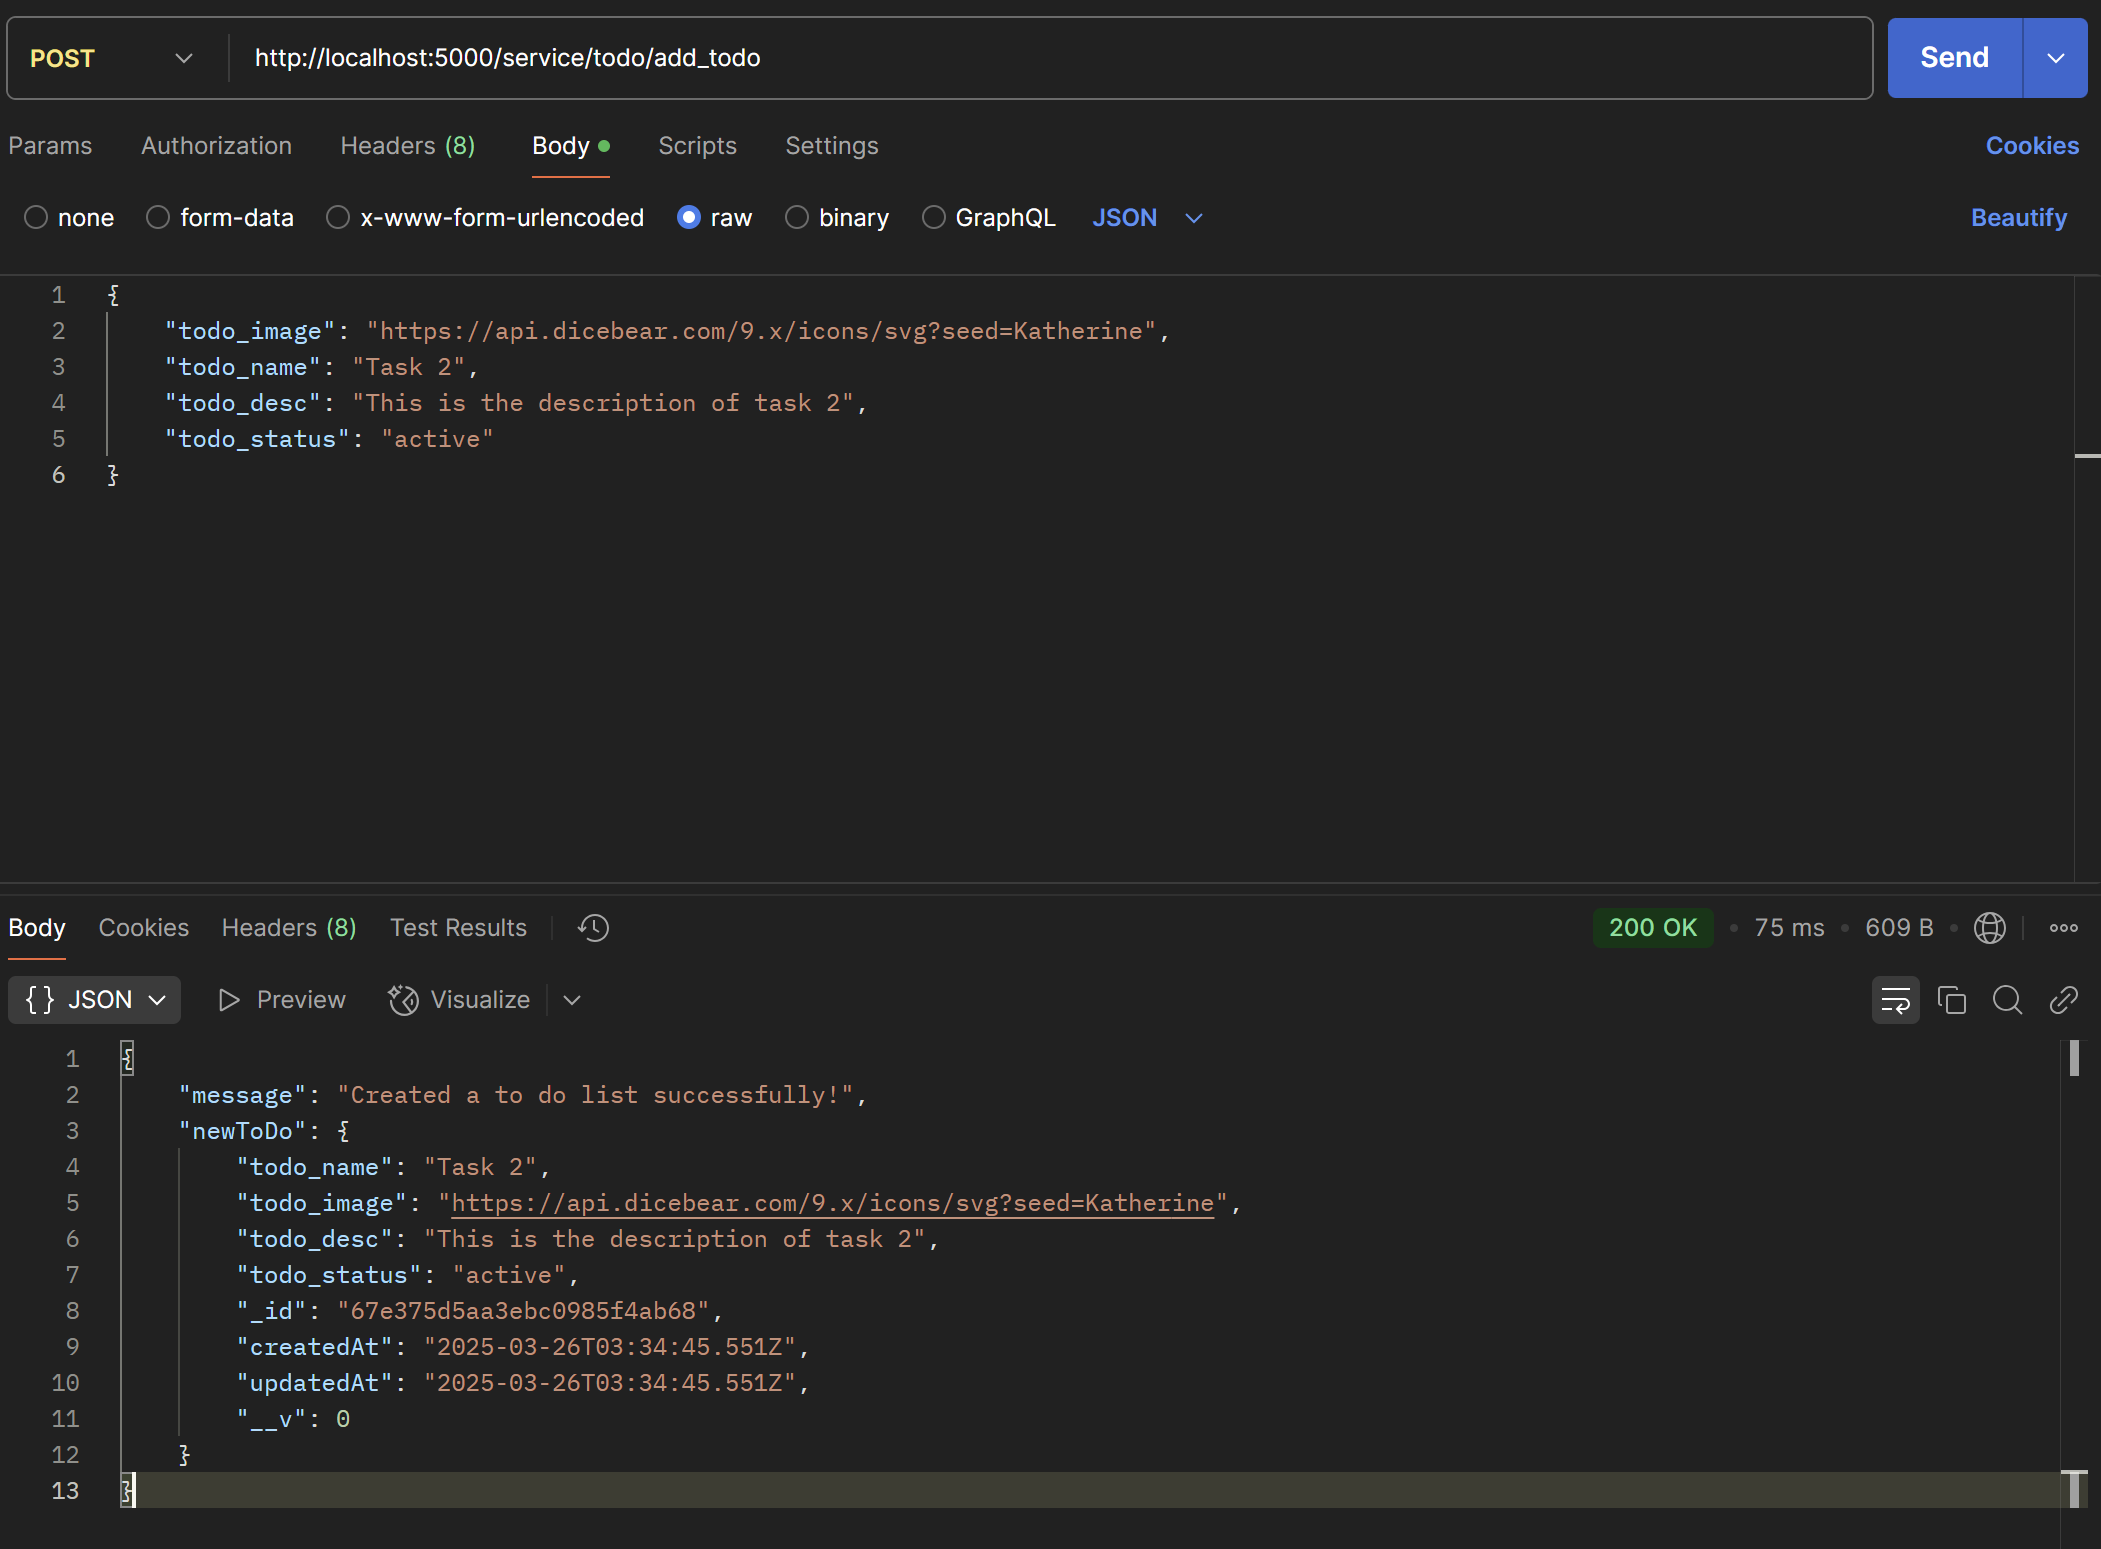 POST http://localhost:5000/service/todo/add_todo Send
Params Authorization Headers (8) Body Scripts Settings Cookies
none form-data x-www-form-urlencoded raw binary GraphQL JSON Beautify
1 {
2 "todo_image": "https://api.dicebear.com/9.x/icons/svg?seed=Katherine",
3 "todo_name": "Task 2",
4 "todo_desc": "This is the description of task 2",
5 "todo_status": "active"
6 }
Body Cookies Headers (8) Test Results 200 OK • 75 ms • 609 B •
{} JSON Preview Visualize
1 {
2 "message": "Created a to do list successfully!",
3 "newToDo": {
4 "todo_name": "Task 2",
5 "todo_image": "https://api.dicebear.com/9.x/icons/svg?seed=Katherine",
6 "todo_desc": "This is the description of task 2",
7 "todo_status": "active",
8 "_id": "67e375d5aa3ebc0985f4ab68",
9 "createdAt": "2025-03-26T03:34:45.551Z",
10 "updatedAt": "2025-03-26T03:34:45.551Z",
11 "__v": 0
12 }
13 }